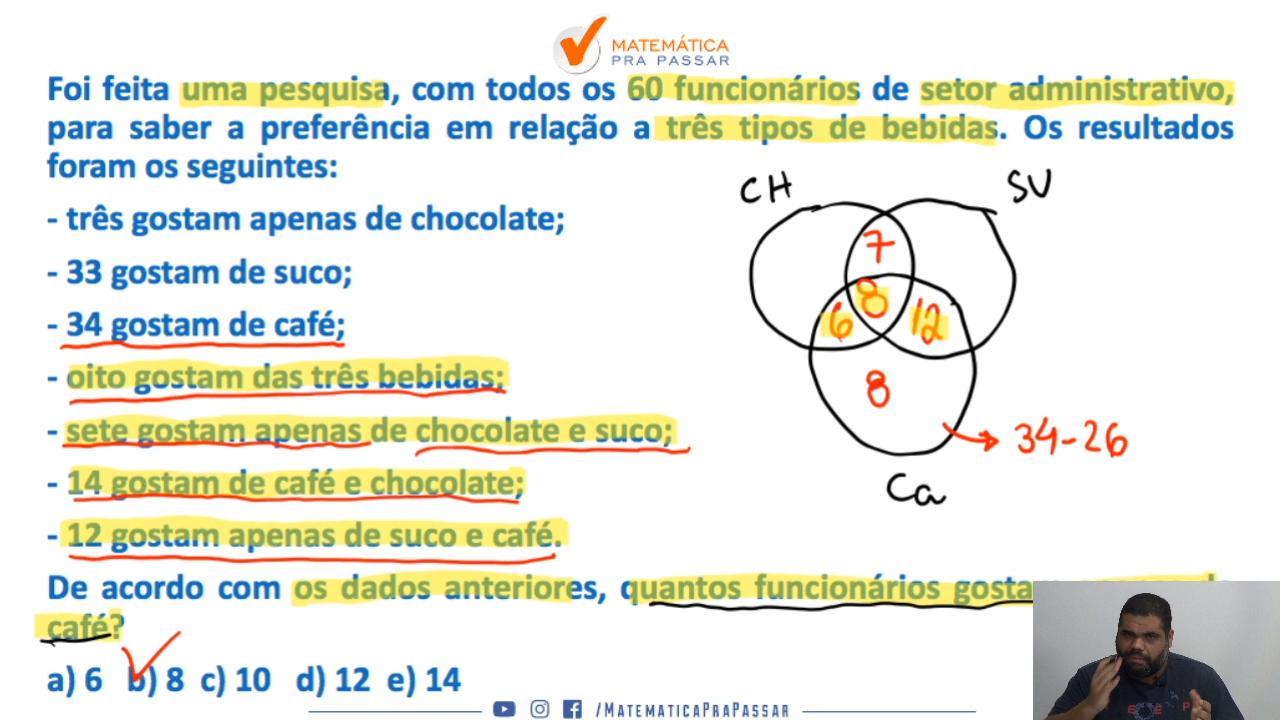 MATEMÁTICA
PRA PASSAR
Foi feita uma pesquisa, com todos os 60 funcionários de setor administrativo,
para saber a preferência em relação a três tipos de bebidas. Os resultados
foram os seguintes:
- três gostam apenas de chocolate;
- 33 gostam de suco;
- 34 gostam de café;
- oito gostam das três bebidas;
- sete gostam apenas de chocolate e suco;
- 14 gostam de café e chocolate;
- 12 gostam apenas de suco e café.
De acordo com os dados anteriores, quantos funcionários
café?
a) 6 b) 8 c) 10 d) 12 e) 14
CH
SU
7
8
6
12
8
34-26
Ca
/MATEMATICAPRAPASSAR